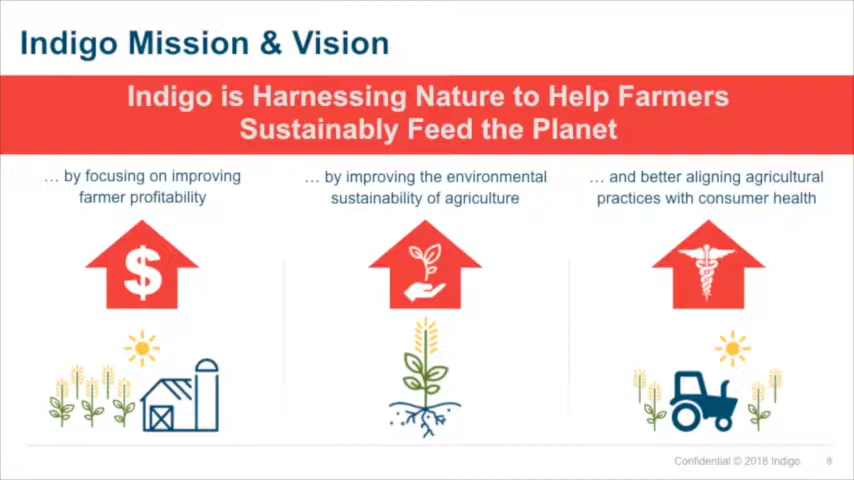 Indigo Mission & Vision
Indigo is Harnessing Nature to Help Farmers
Sustainably Feed the Planet
… by focusing on improving
farmer profitability
… by improving the environmental
sustainability of agriculture
… and better aligning agricultural
practices with consumer health
$
Confidential © 2018 Indigo
8